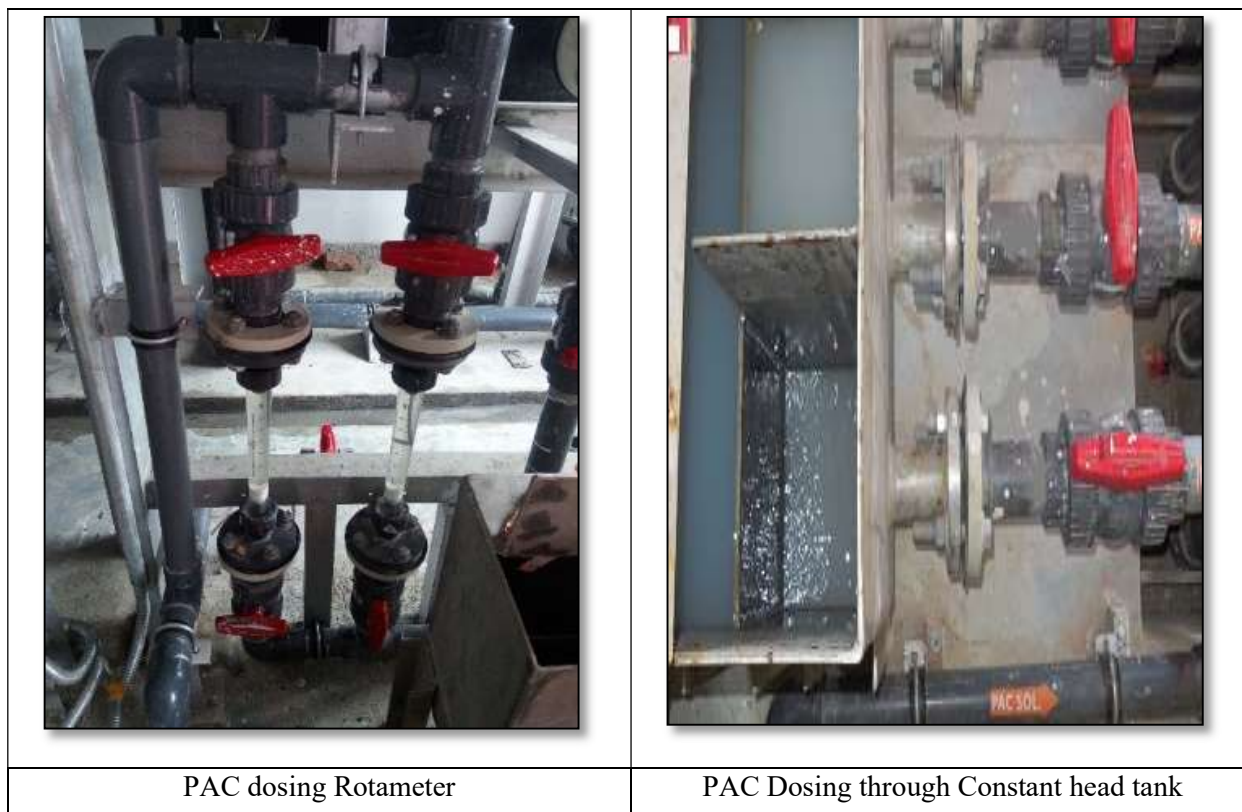 PAC SOL.
PAC dosing Rotameter
PAC Dosing through Constant head tank